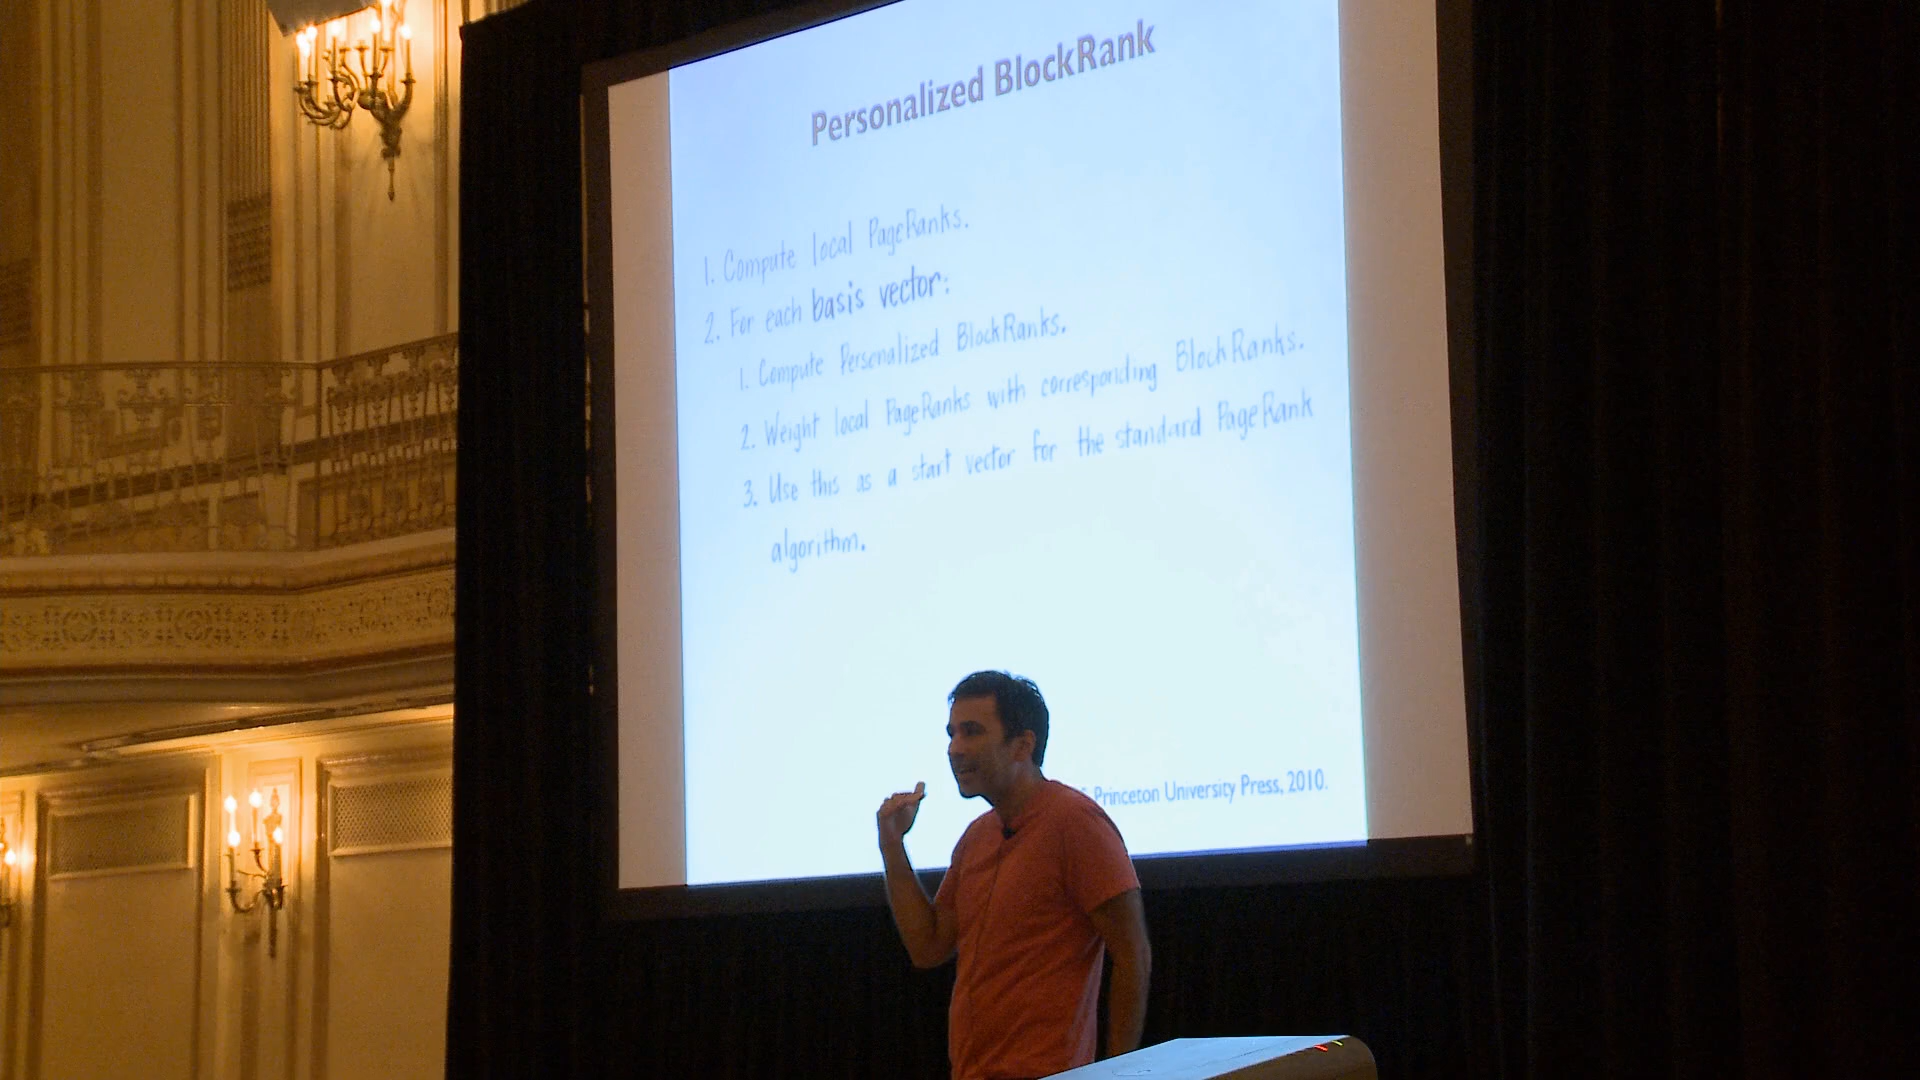 Personalized BlockRank
1. Compute local PageRanks.
2. For each basis vector:
1. Compute Personalized BlockRanks.
2. Weight local PageRanks with corresponding BlockRanks.
3. Use this as a start vector for the standard PageRank
algorithm.
Princeton University Press, 2010.